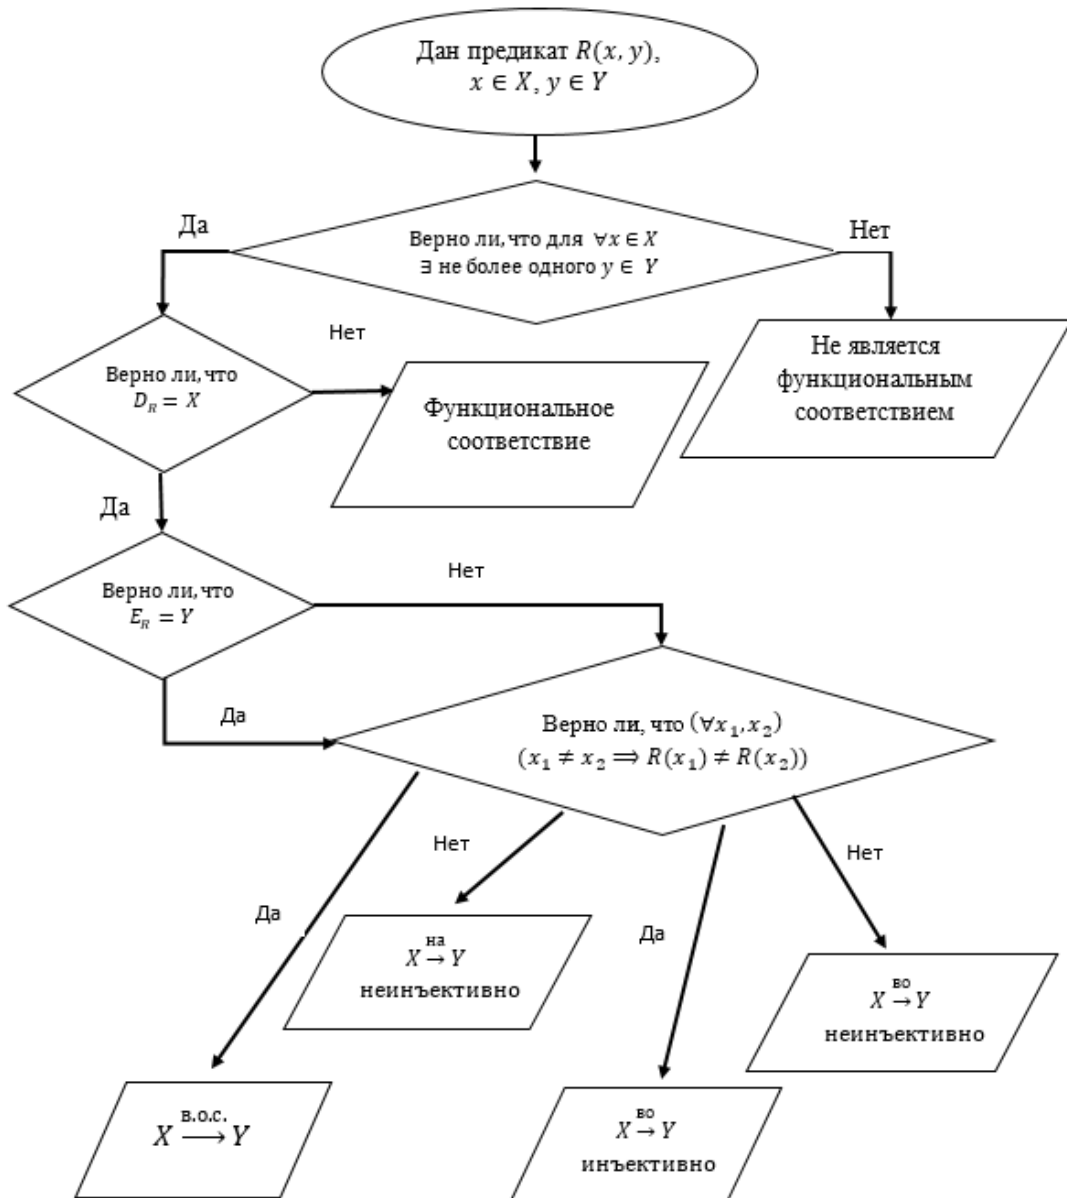 Дан предикат R(x, y),
x ∈ X, y ∈ Y
Да
Верно ли, что для ∀x ∈ X
∃ не более одного y ∈ Y
Нет
Верно ли, что
D_R = X
Нет
Функциональное
соответствие
Не является
функциональным
соответствием
Да
Верно ли, что
E_R = Y
Нет
Да
Верно ли, что (∀x₁, x₂)
(x₁ ≠ x₂ ⟹ R(x₁) ≠ R(x₂))
Да
Нет
Да
Нет
на
X → Y
неинъективно
во
X → Y
неинъективно
в.о.с.
X ⟶ Y
во
X → Y
инъективно